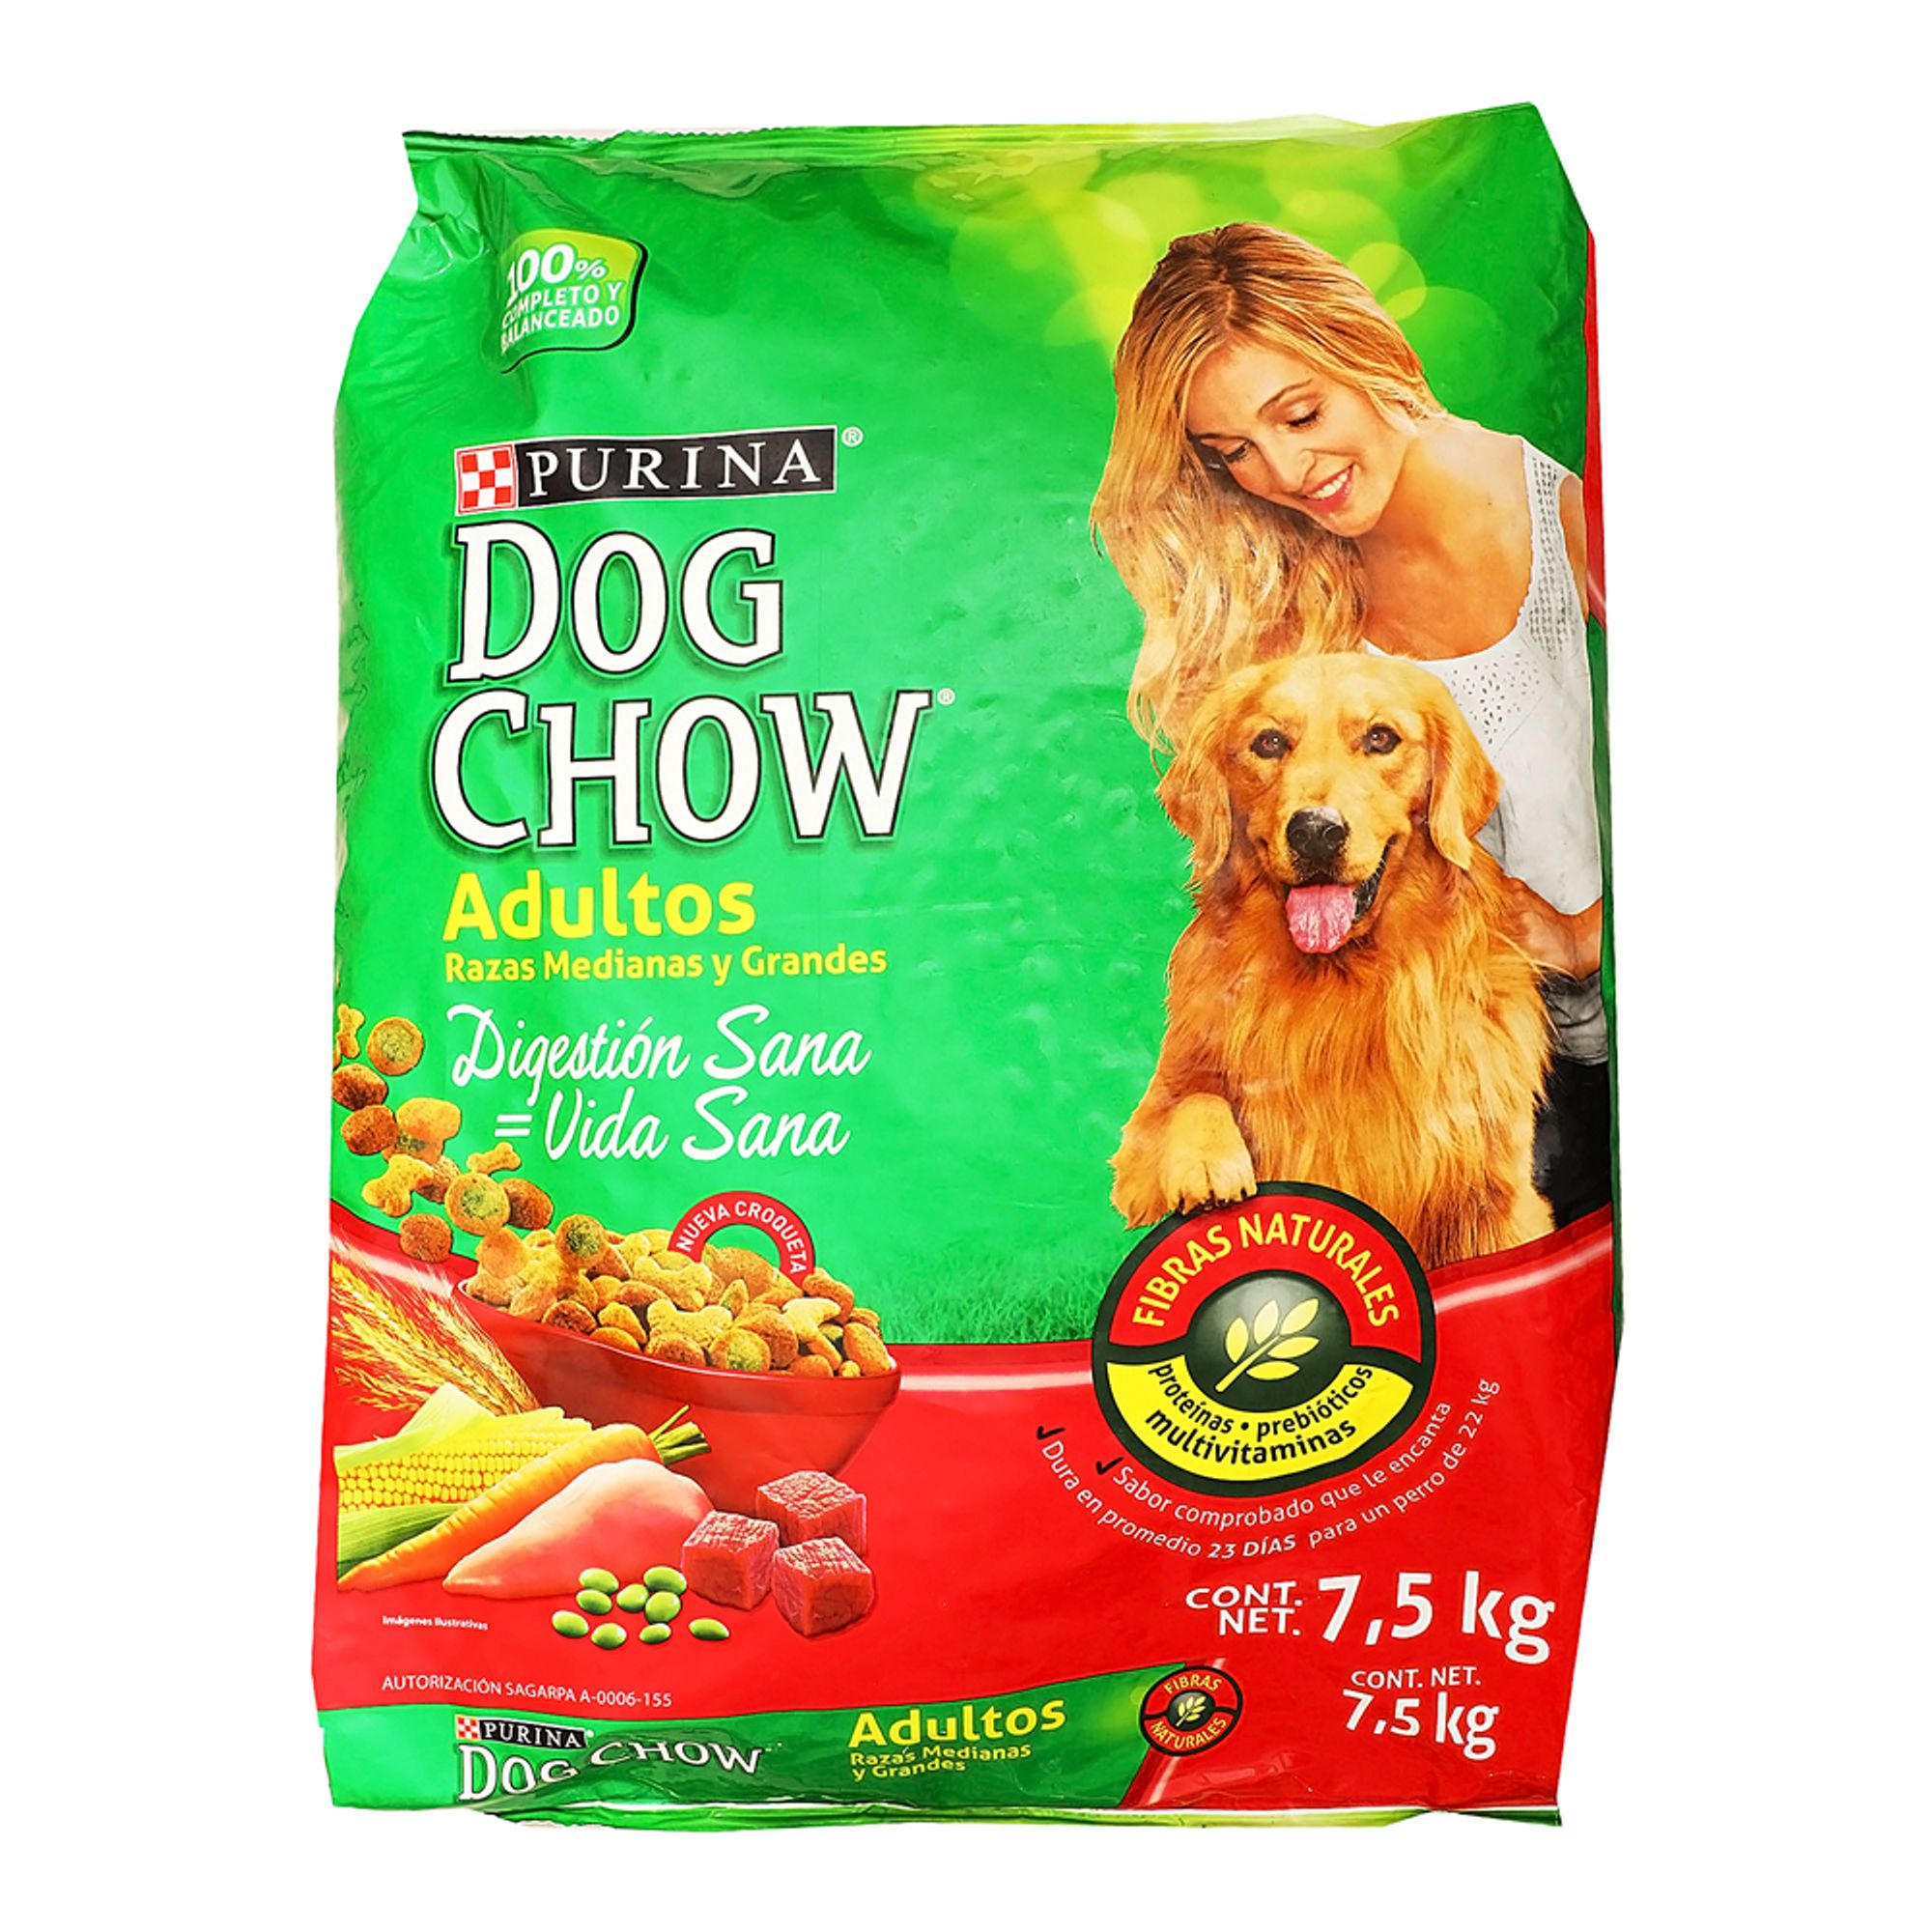 100%
COMPLETO Y
BALANCEADO
PURINA®
DOG
CHOW®
Adultos
Razas Medianas y Grandes
Digestión Sana
=Vida Sana
NUEVA CROQUETA
FIBRAS NATURALES
proteínas • prebióticos
multivitaminas
✓ Sabor comprobado que le encanta
✓ Dura en promedio 23 DÍAS para un perro de 22 kg
CONT.
NET. 7,5 kg
Imágenes Ilustrativas
AUTORIZACIÓN SAGARPA A-0006-155
CONT. NET.
7,5 kg
PURINA®
DOG CHOW
Adultos
Razas Medianas
y Grandes
FIBRAS
NATURALES